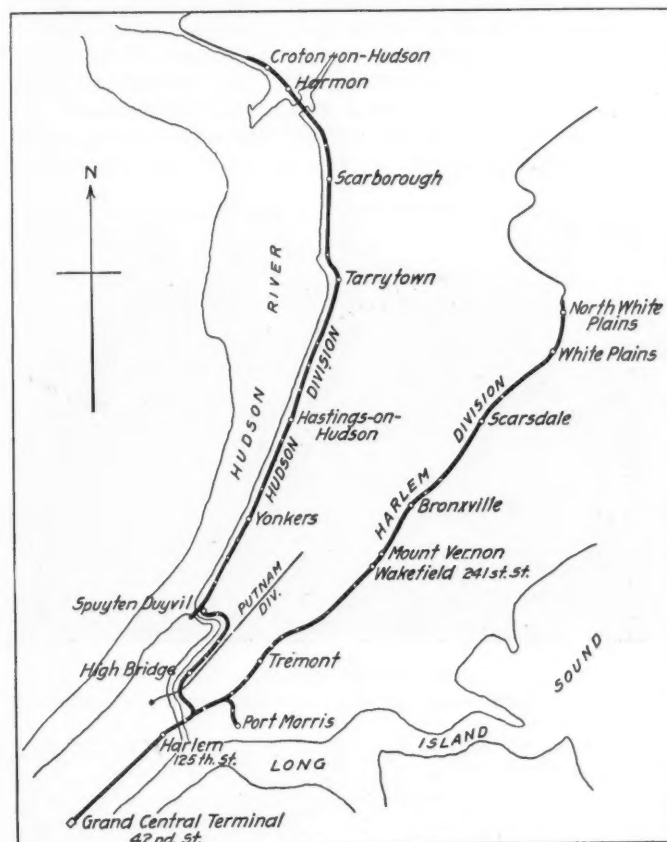 Croton-on-Hudson
Harmon
N
Scarborough
RIVER
Tarrytown
North White
Plains
White Plains
DIVISION
HUDSON
HUDSON
Hastings-on-
Hudson
DIVISION
Scarsdale
HARLEM
Bronxville
Yonkers
Mount Vernon
Wakefield 241st. St.
PUTNAM
DIV.
Spuyten Duyvil
High Bridge
Tremont
SOUND
Port Morris
ISLAND
Harlem
125th. St.
LONG
Grand Central Terminal
42nd. St.